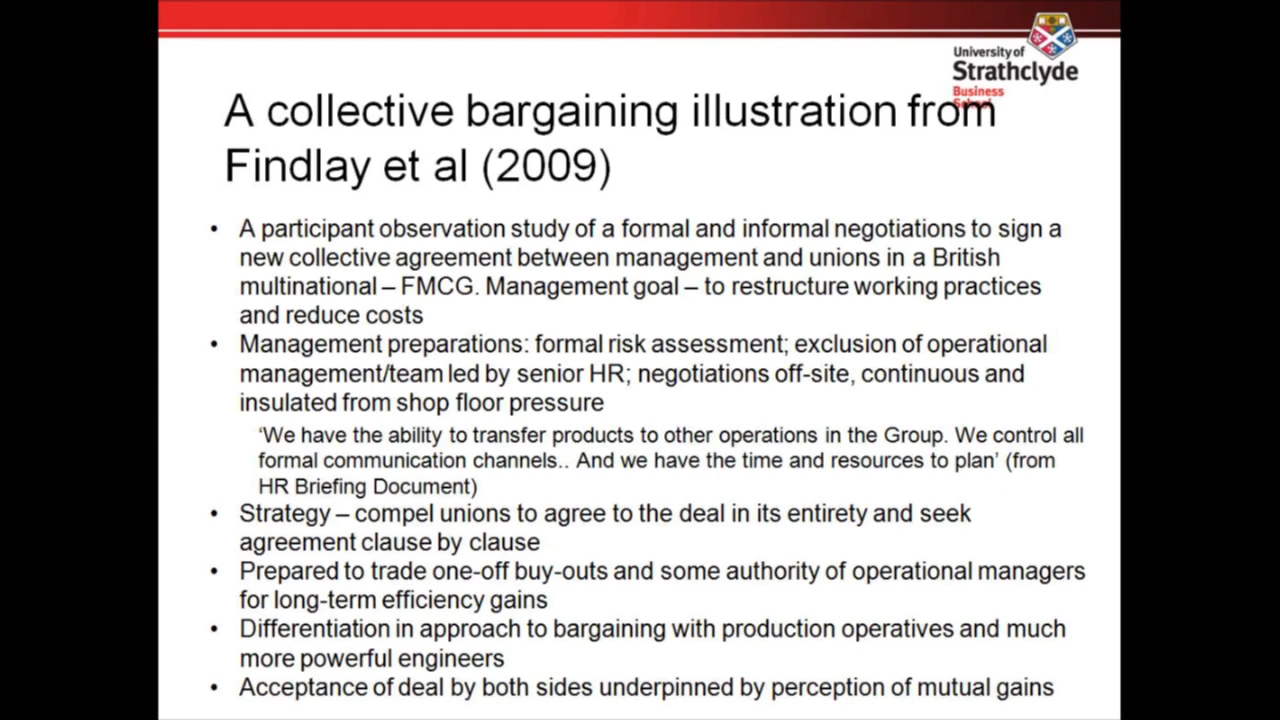 University of
Strathclyde
Business
School
A collective bargaining illustration from
Findlay et al (2009)
• A participant observation study of a formal and informal negotiations to sign a
new collective agreement between management and unions in a British
multinational – FMCG. Management goal – to restructure working practices
and reduce costs
• Management preparations: formal risk assessment; exclusion of operational
management/team led by senior HR; negotiations off-site, continuous and
insulated from shop floor pressure
‘We have the ability to transfer products to other operations in the Group. We control all
formal communication channels.. And we have the time and resources to plan’ (from
HR Briefing Document)
• Strategy – compel unions to agree to the deal in its entirety and seek
agreement clause by clause
• Prepared to trade one-off buy-outs and some authority of operational managers
for long-term efficiency gains
• Differentiation in approach to bargaining with production operatives and much
more powerful engineers
• Acceptance of deal by both sides underpinned by perception of mutual gains